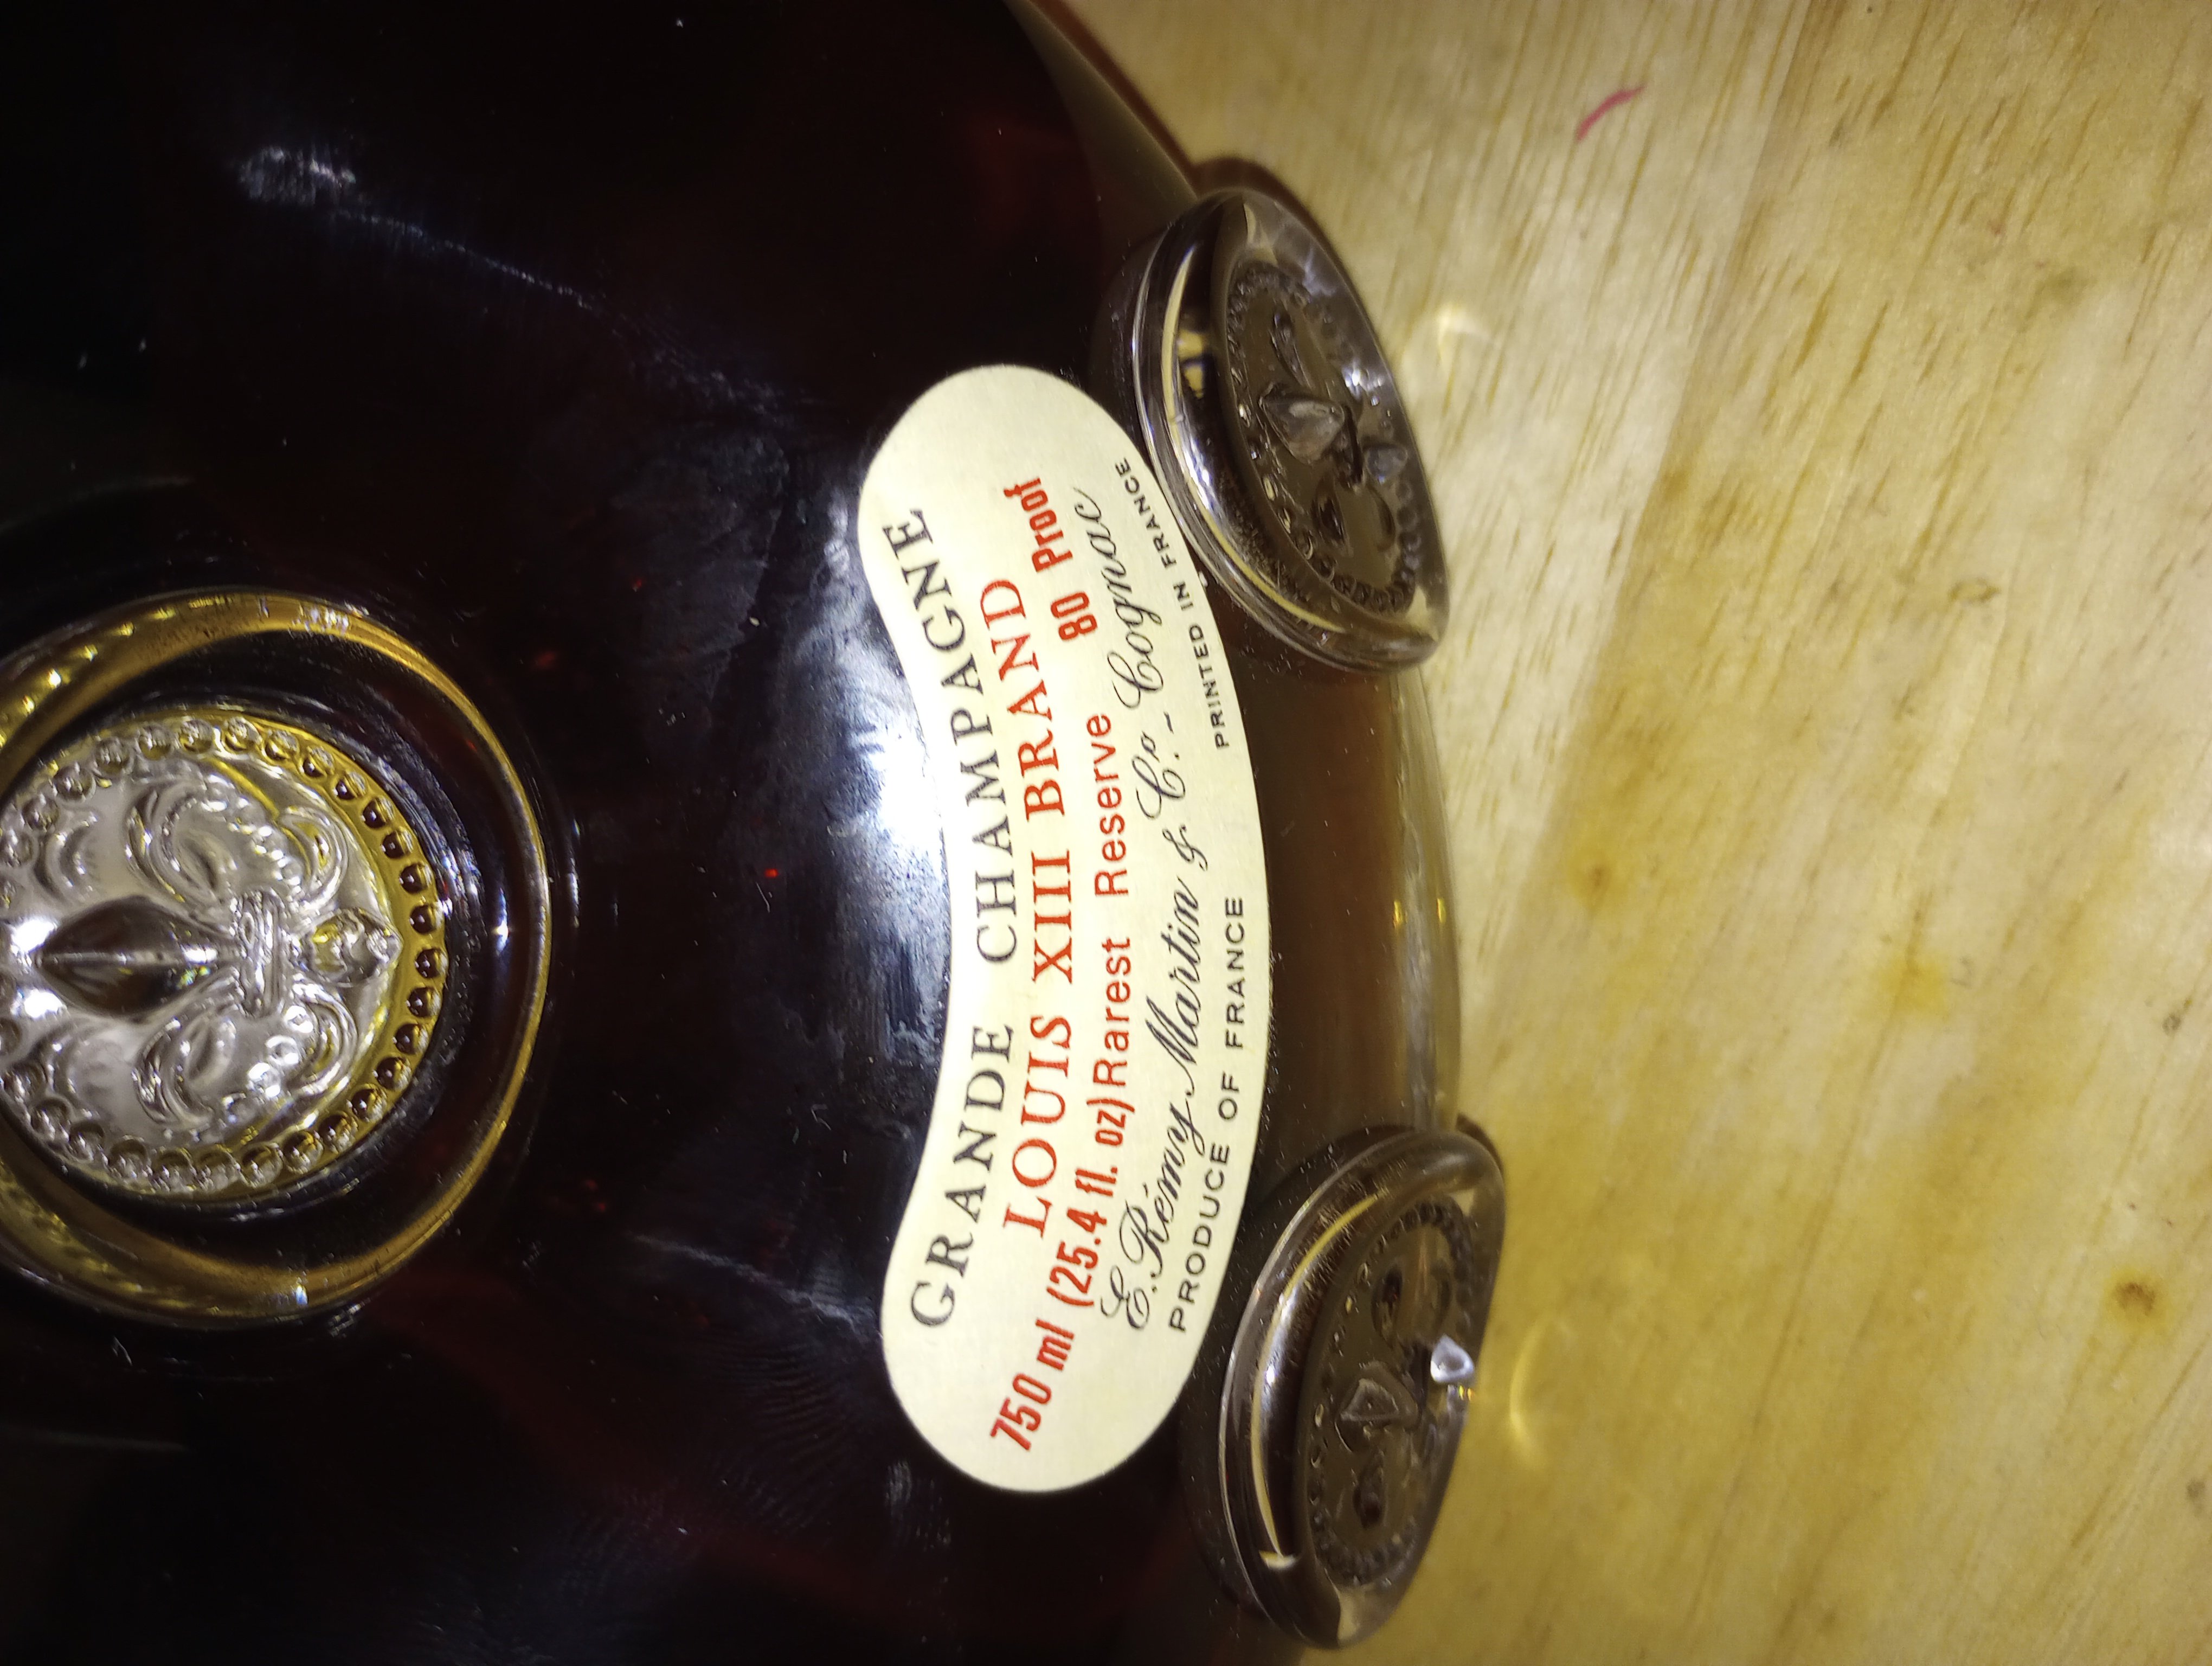 GRANDE CHAMPAGNE
LOUIS XIII BRAND
750 ml (25.4 fl. oz) Rarest Reserve 80 Proof
E. Rémy Martin & Co. - Cognac
PRODUCE OF FRANCE PRINTED IN FRANCE